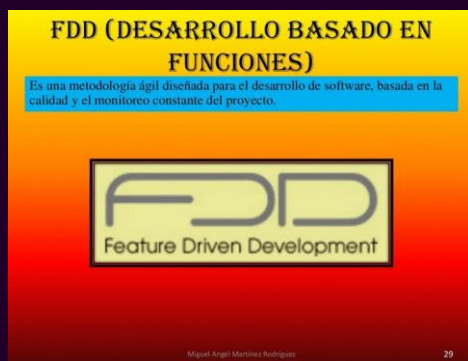 FDD (DESARROLLO BASADO EN
FUNCIONES)
Es una metodología ágil diseñada para el desarrollo de software, basada en la
calidad y el monitoreo constante del proyecto.
FDD
Feature Driven Development
Miguel Angel Martinez Rodriguez
29